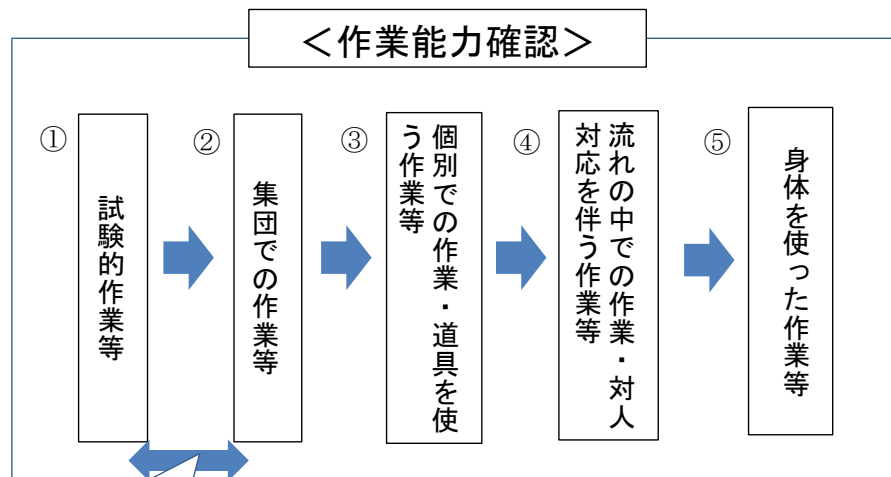 ＜作業能力確認＞
①
試験的作業等
②
集団での作業等
③
個別での作業・道具を使
う作業等
④
流れの中での作業・対人
対応を伴う作業等
⑤
身体を使った作業等